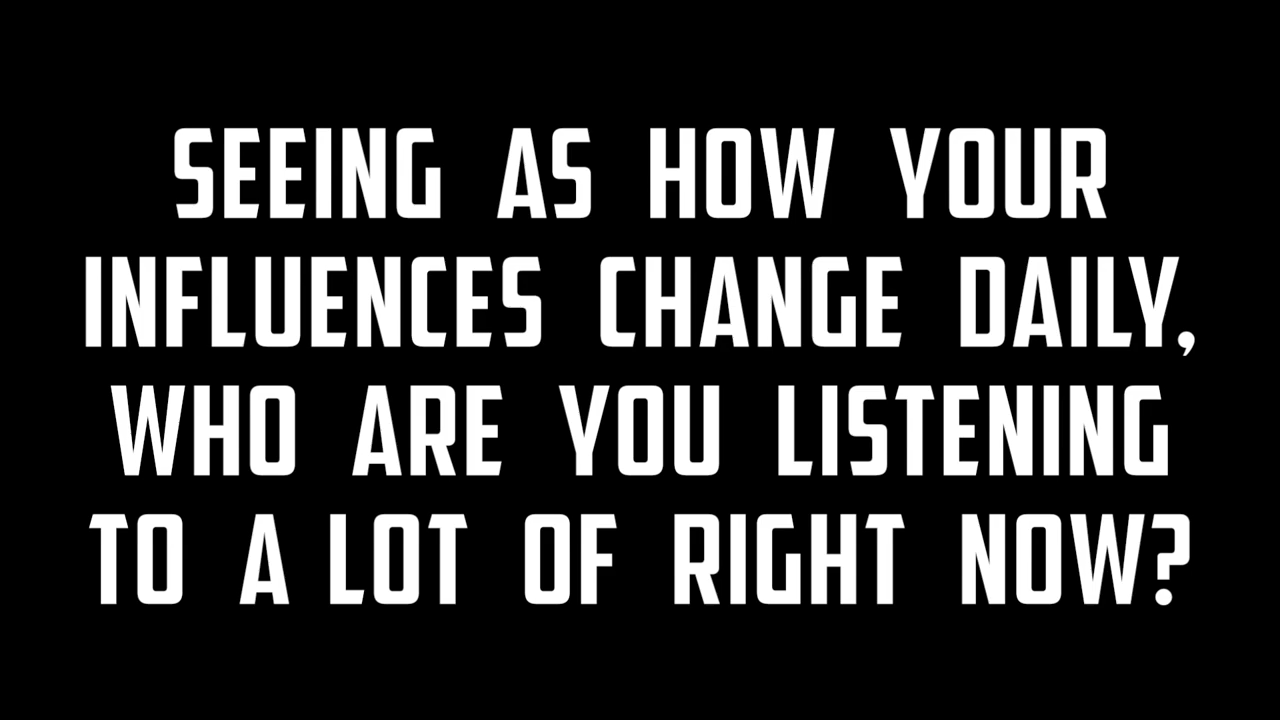 SEEING AS HOW YOUR
INFLUENCES CHANGE DAILY,
WHO ARE YOU LISTENING
TO A LOT OF RIGHT NOW?